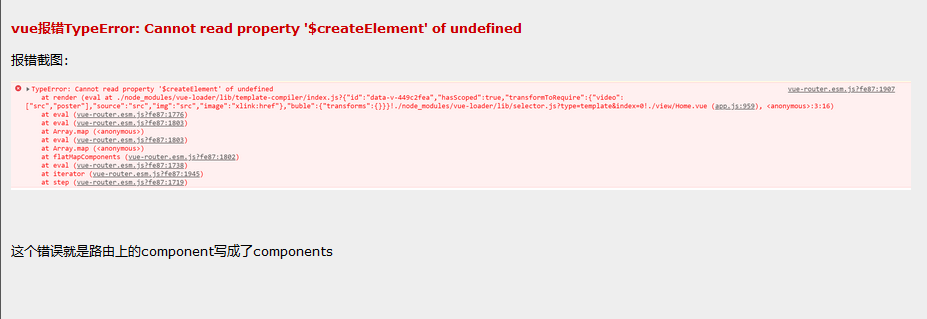 vue报错TypeError: Cannot read property '$createElement' of undefined
报错截图：
TypeError: Cannot read property '$createElement' of undefined vue-router.esm.js?fe87:1907
at render (eval at ./node_modules/vue-loader/lib/template-compiler/index.js?{"id":"data-v-449c2fea","hasScoped":true,"transformToRequire":{"video":
["src","poster"],"source":"src","img":"src","image":"xlink:href"},"buble":{"transforms":{}}}!./node_modules/vue-loader/lib/selector.js?type=template&index=0!./view/Home.vue (app.js:959), <anonymous>:3:16)
at eval (vue-router.esm.js?fe87:1776)
at eval (vue-router.esm.js?fe87:1803)
at Array.map (<anonymous>)
at eval (vue-router.esm.js?fe87:1803)
at Array.map (<anonymous>)
at flatMapComponents (vue-router.esm.js?fe87:1802)
at eval (vue-router.esm.js?fe87:1738)
at iterator (vue-router.esm.js?fe87:1945)
at step (vue-router.esm.js?fe87:1719)
这个错误就是路由上的component写成了components